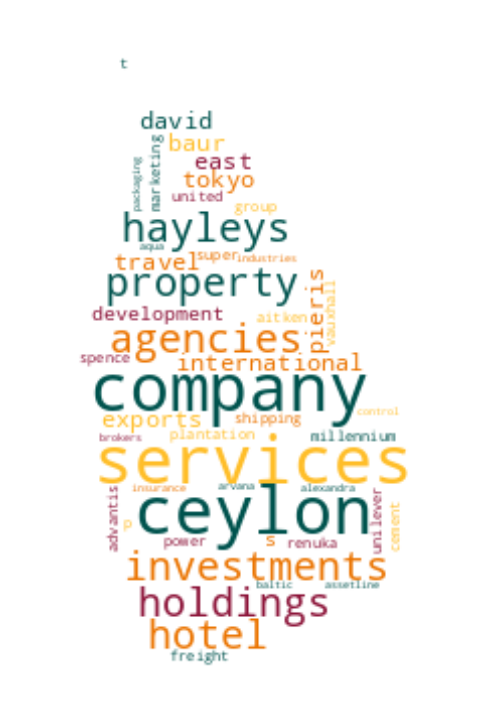 t
david
baur
marketing
packaging
east
tokyo
united
group
hayleys
aqua
travel
super
industries
property
pieris
vauxhall
development
aitken
agencies
spence
international
company
control
exports
shipping
brokers
plantation
millennium
services
insurance
arvana
alexandra
advantis
ceylon
p
unilever
cement
power
s
renuka
investments
baltic
assetline
holdings
hotel
freight